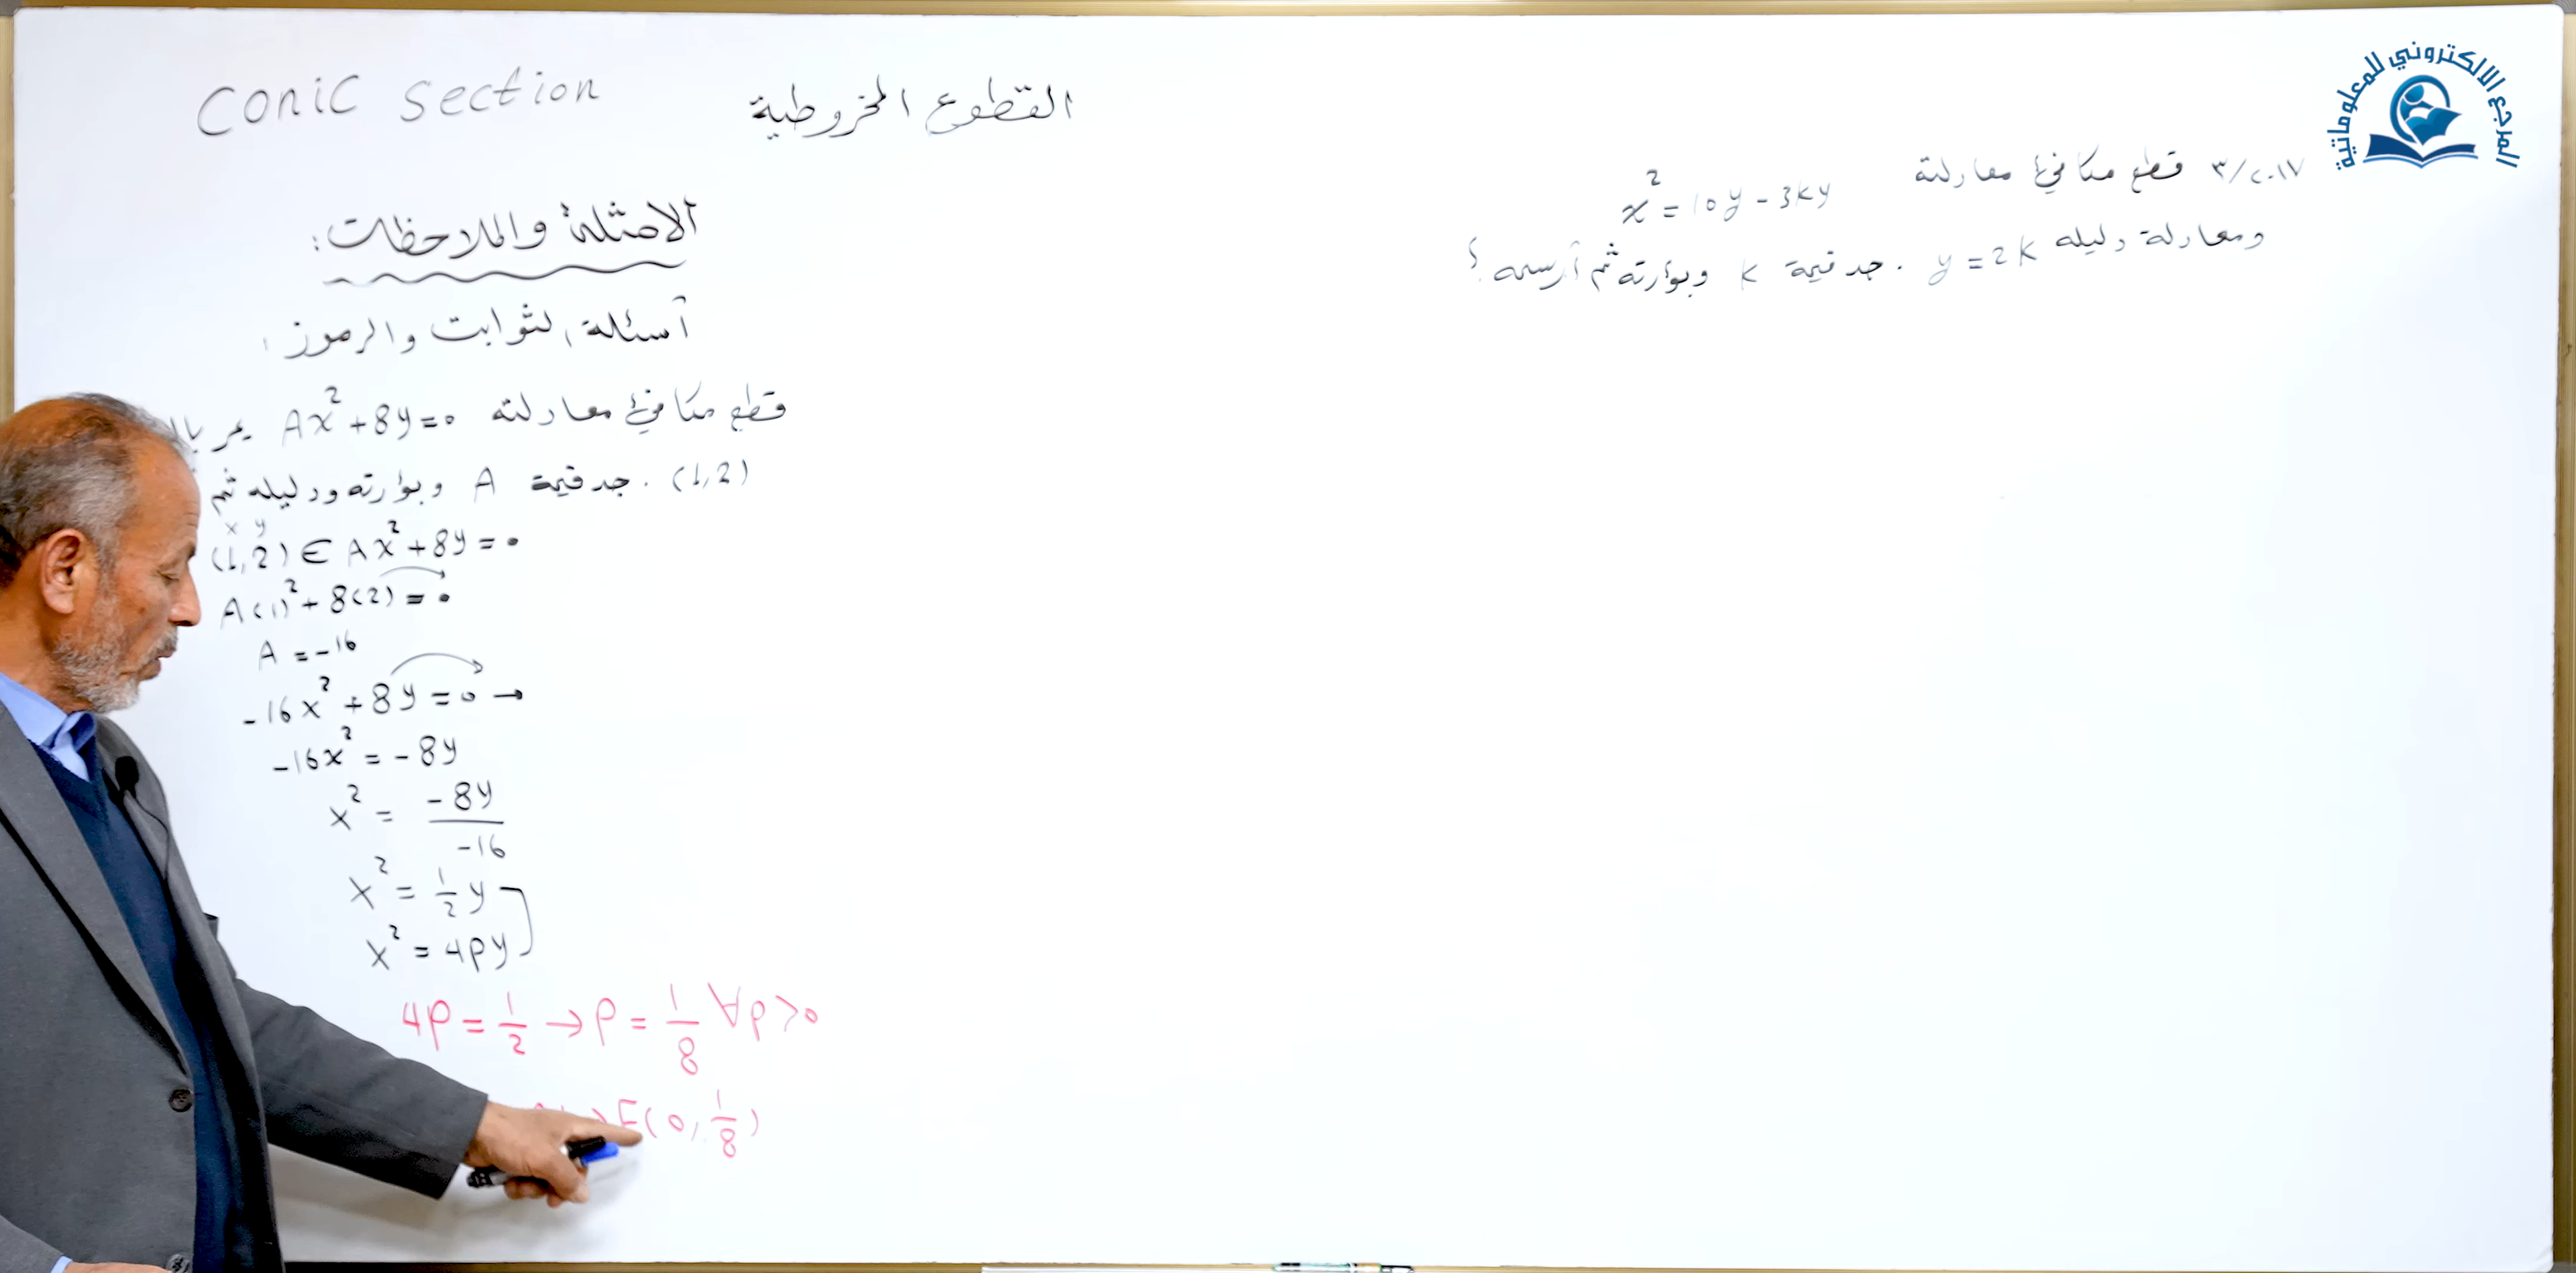 Conic Section القطوع المخروطية
المرجع الالكتروني للمعلوماتية
الامثلة والملاحظات:
أسئلة الثوابت والرموز:
قطع مكافئ معادلته Ax² + 8y = 0 يمر
(1,2) . جد قيمة A وبؤرته ودليله ثم
x y
(1,2) ∈ Ax² + 8y = 0
A(1)² + 8(2) = 0
A = -16
-16x² + 8y = 0 →
-16x² = -8y
x² = -8y / -16
x² = 1/2 y
x² = 4py
4P = 1/2 → P = 1/8 ∀p>0
F(0, 1/8)
٣/٢٠١٧ قطع مكافئ معادلته x² = 10y - 3ky
ومعادلة دليله y = 2k . جد قيمة k وبؤرته ثم أرسمه ؟